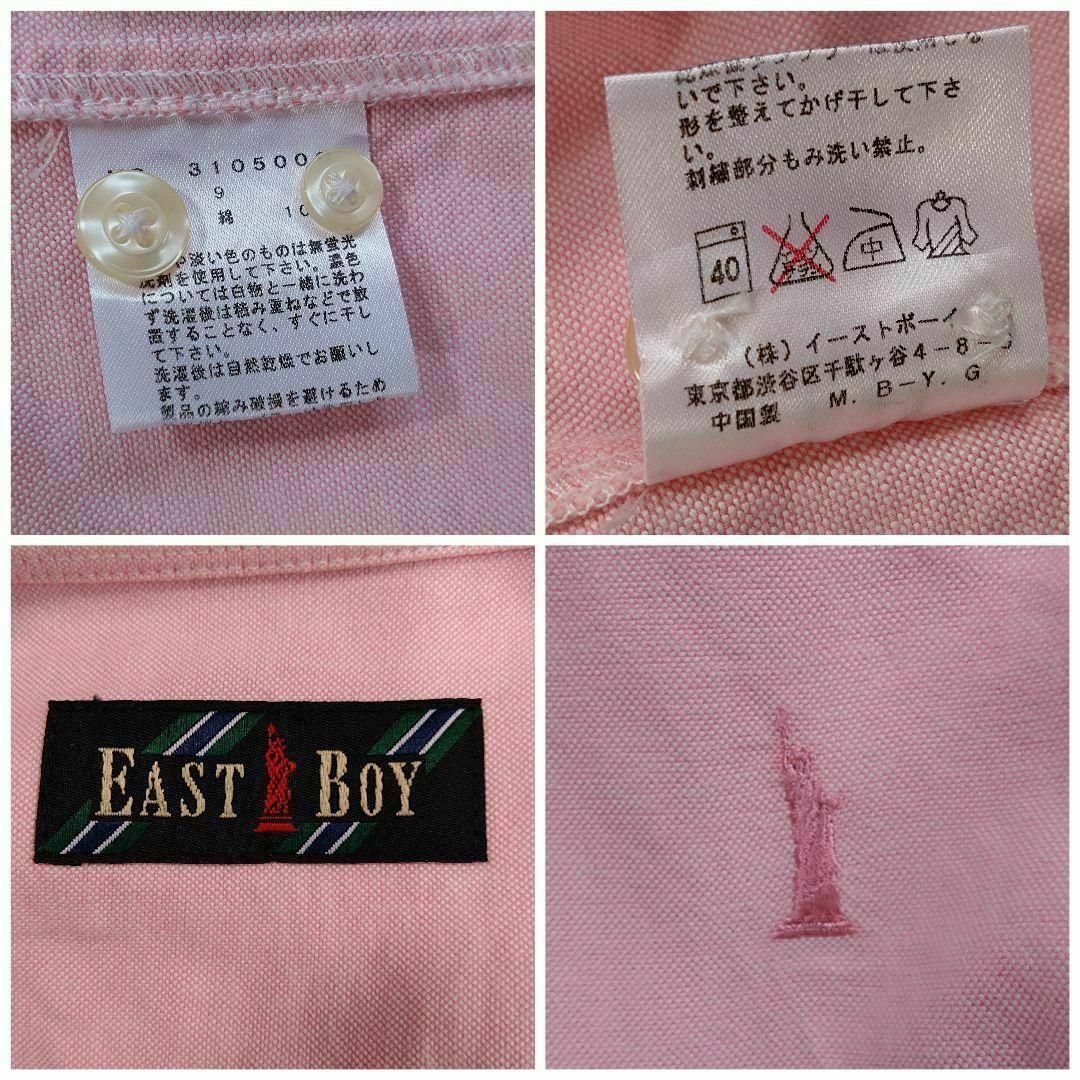 310500
9
綿 10
淡い色のものは無蛍光
洗剤を使用して下さい。濃色
については白物と一緒に洗わ
ず洗濯後は積み重ねなどで放
置することなく、すぐに干し
て下さい。
洗濯後は自然乾燥でお願いし
ます。
製品の縮み破損を避けるため
いで下さい。
形を整えてかげ干して下さ
い。
刺繍部分もみ洗い禁止。
40 中
（株）イーストボーイ
東京都渋谷区千駄ヶ谷4-8-
中国製 M. B-Y. G
EAST BOY